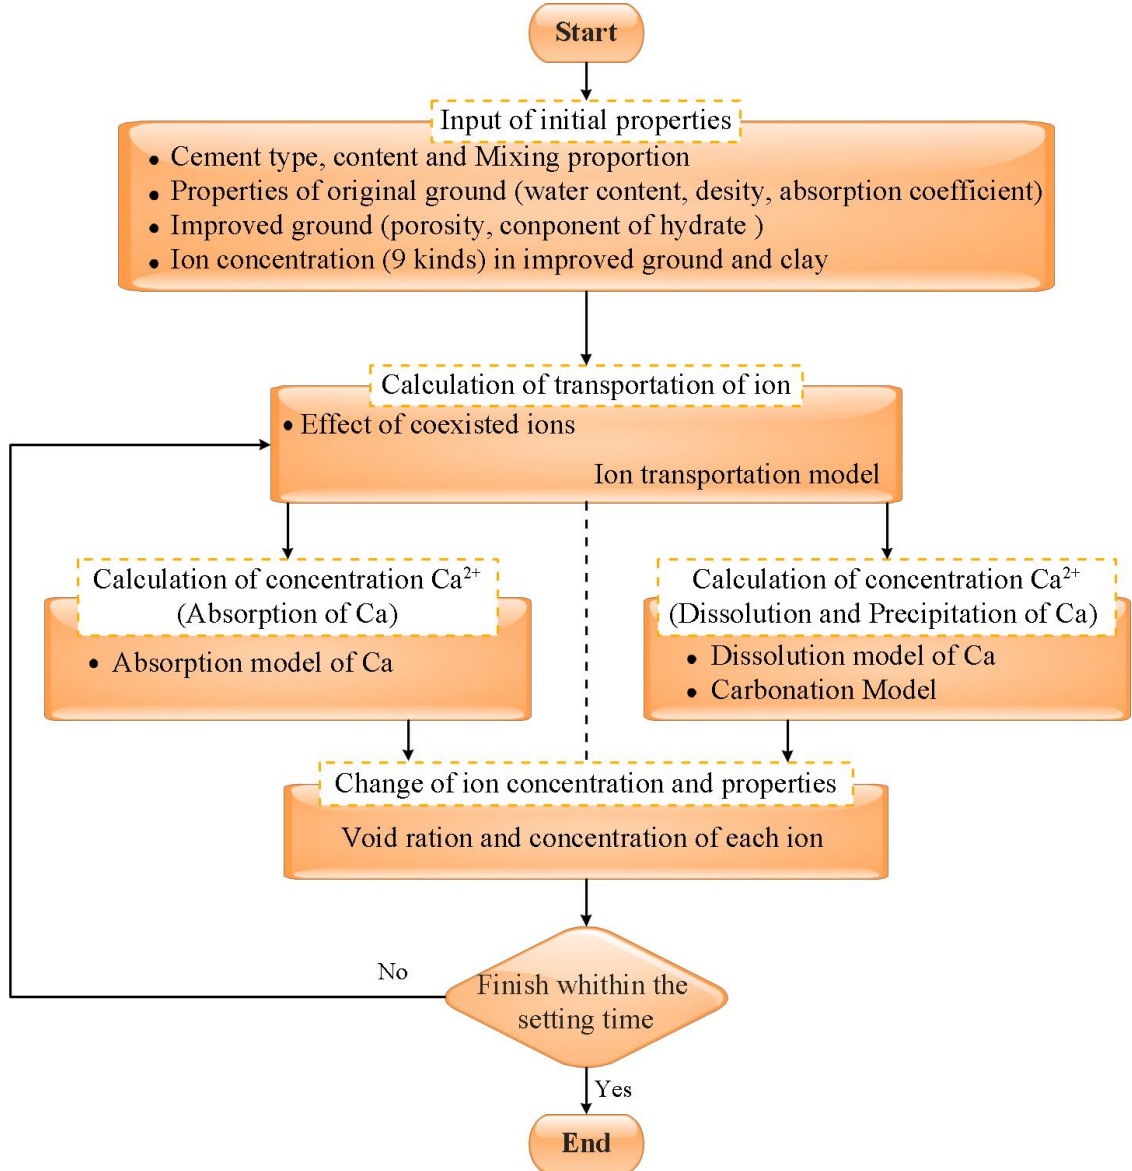 Start
Input of initial properties
• Cement type, content and Mixing proportion
• Properties of original ground (water content, desity, absorption coefficient)
• Improved ground (porosity, conponent of hydrate )
• Ion concentration (9 kinds) in improved ground and clay
Calculation of transportation of ion
• Effect of coexisted ions
Ion transportation model
Calculation of concentration Ca²⁺
(Absorption of Ca)
• Absorption model of Ca
Calculation of concentration Ca²⁺
(Dissolution and Precipitation of Ca)
• Dissolution model of Ca
• Carbonation Model
Change of ion concentration and properties
Void ration and concentration of each ion
No
Finish whithin the
setting time
Yes
End